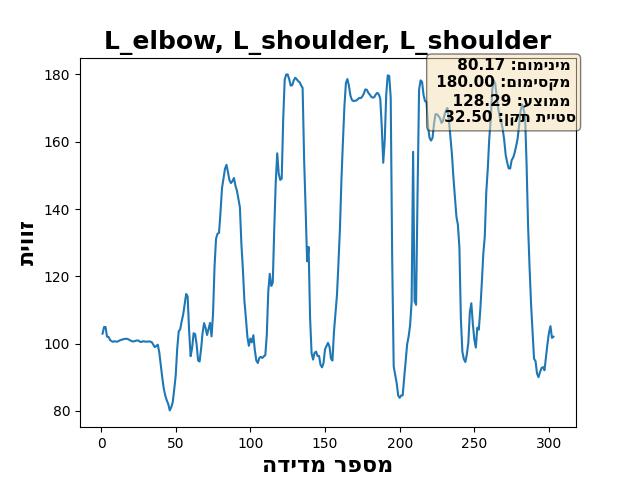 L_elbow, L_shoulder, L_shoulder
מינימום: 80.17
מקסימום: 180.00
ממוצע: 128.29
סטיית תקן: 32.50
180
160
140
120
100
80
זווית
0 50 100 150 200 250 300
מספר מדידה